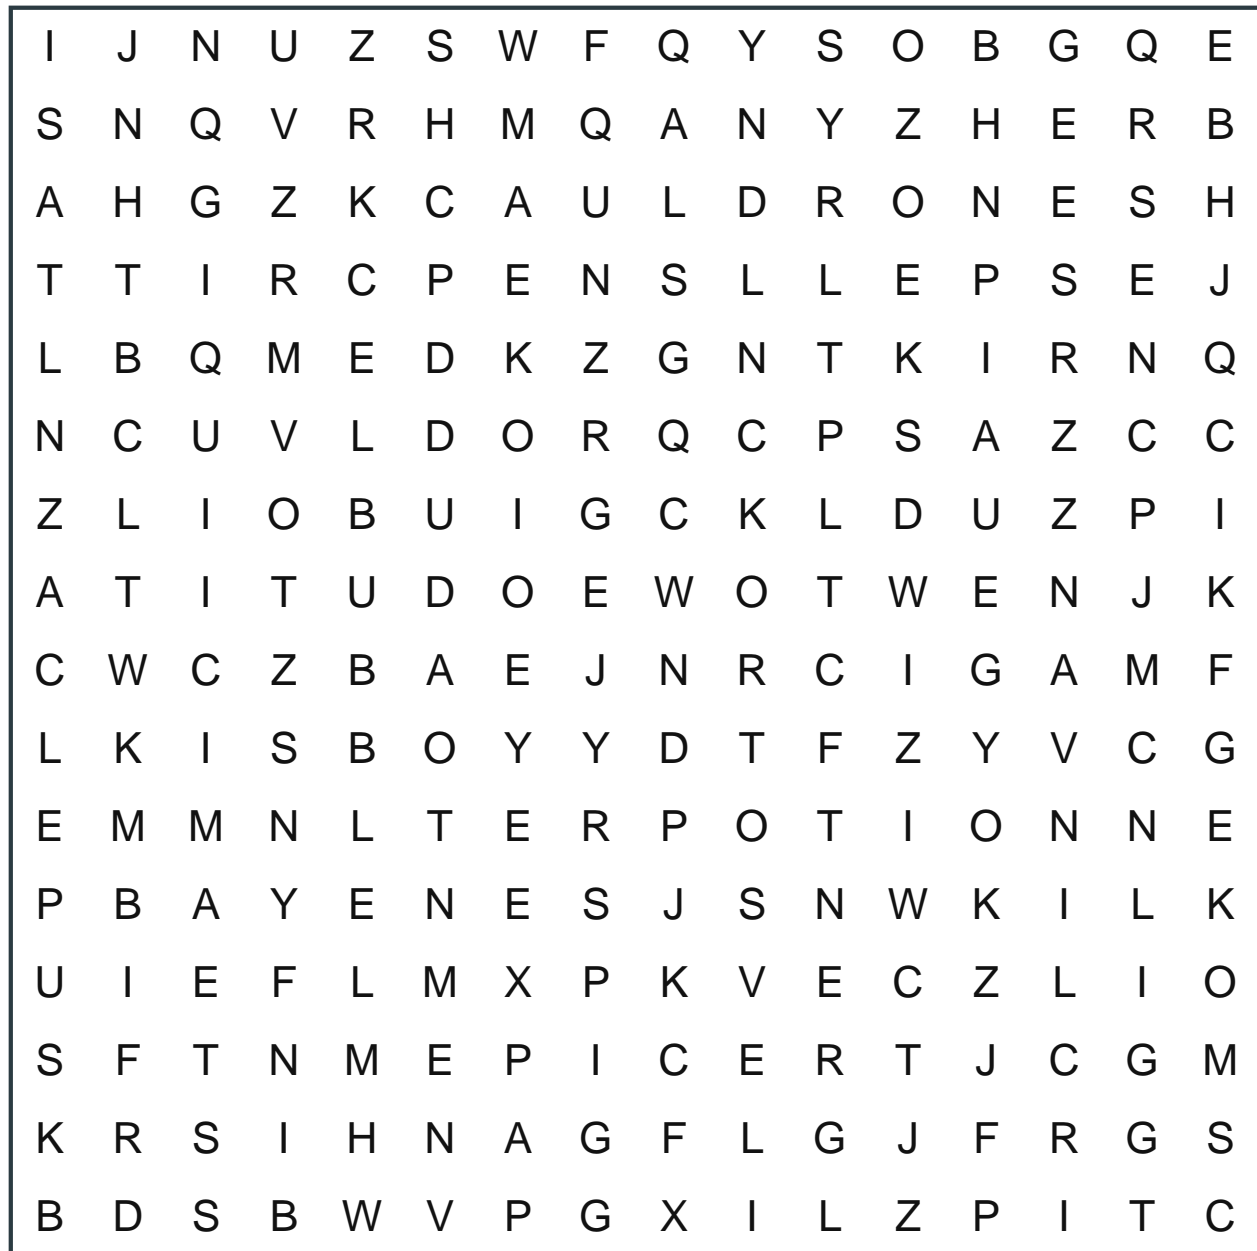 I J N U Z S W F Q Y S O B G Q E
S N Q V R H M Q A N Y Z H E R B
A H G Z K C A U L D R O N E S H
T T I R C P E N S L L E P S E J
L B Q M E D K Z G N T K I R N Q
N C U V L D O R Q C P S A Z C C
Z L I O B U I G C K L D U Z P I
A T I T U D O E W O T W E N J K
C W C Z B A E J N R C I G A M F
L K I S B O Y Y D T F Z Y V C G
E M M N L T E R P O T I O N N E
P B A Y E N E S J S N W K I L K
U I E F L M X P K V E C Z L I O
S F T N M E P I C E R T J C G M
K R S I H N A G F L G J F R G S
B D S B W V P G X I L Z P I T C